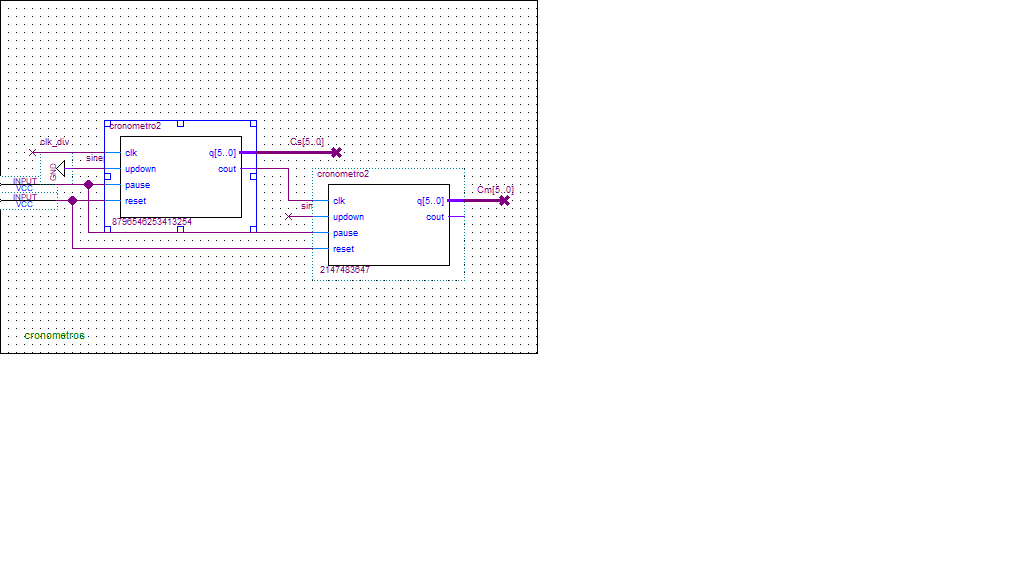 cronometro2
clk_div
sine
GND
INPUT
VCC
INPUT
VCC
clk
updown
pause
reset
q[5..0]
cout
Cs[5..0]
8796546253413254
cronometro2
sin
clk
updown
pause
reset
q[5..0]
cout
Cm[5..0]
2147483647
cronometros